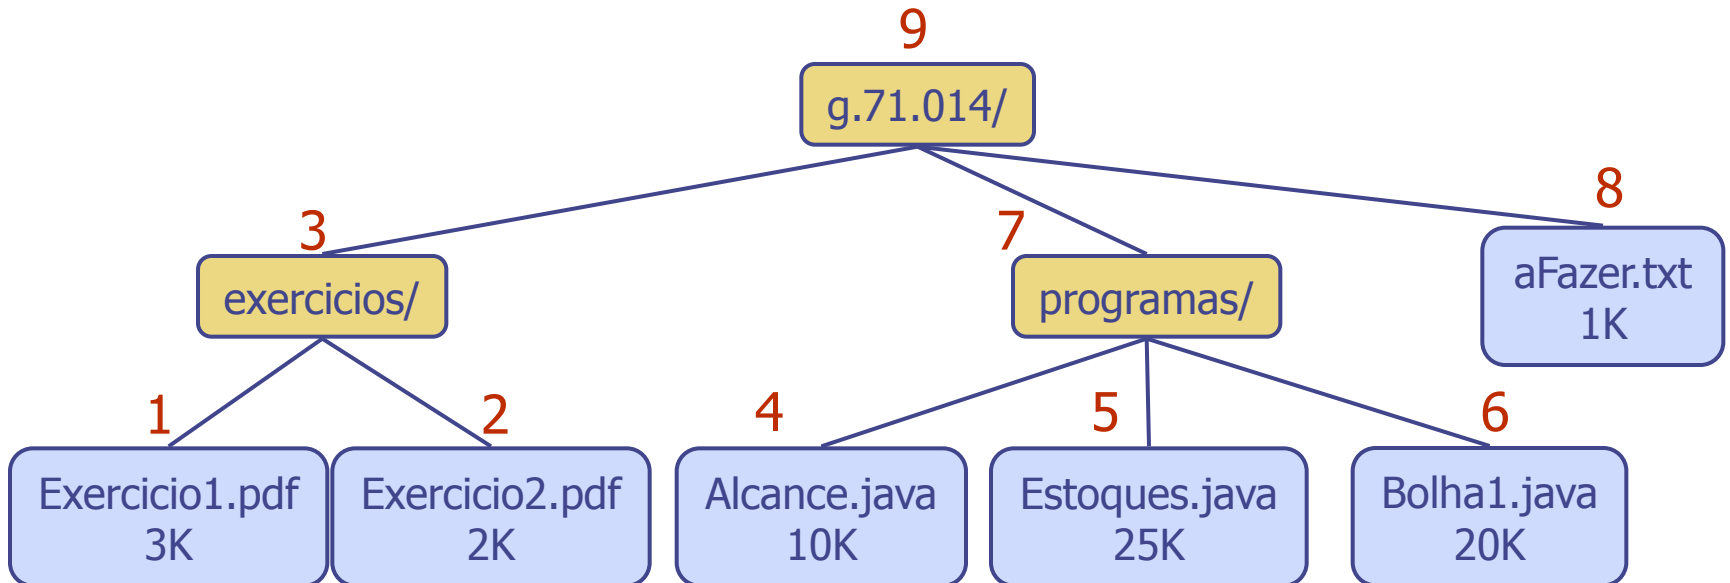 9
g.71.014/
8
3
7
aFazer.txt
1K
exercicios/
programas/
1
2
4
5
6
Exercicio1.pdf
3K
Exercicio2.pdf
2K
Alcance.java
10K
Estoques.java
25K
Bolha1.java
20K